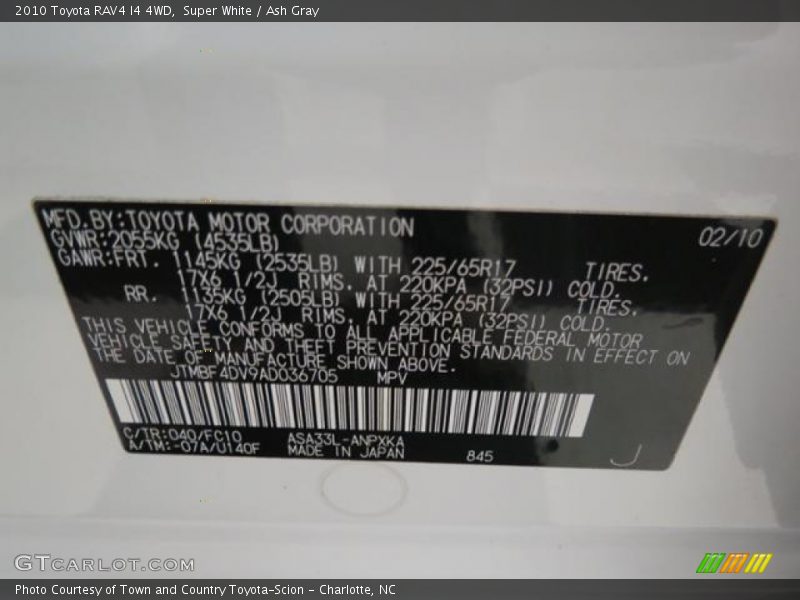 2010 Toyota RAV4 I4 4WD, Super White / Ash Gray
MFD. BY: TOYOTA MOTOR CORPORATION 02/10
GVWR: 2055KG (4535LB)
GAWR: FRT. 1145KG (2535LB) WITH 225/65R17 TIRES.
17X6 1/2J RIMS. AT 220KPA (32PSI) COLD.
RR. 1135KG (2505LB) WITH 225/65R17 TIRES.
17X6 1/2J RIMS. AT 220KPA (32PSI) COLD.
THIS VEHICLE CONFORMS TO ALL APPLICABLE FEDERAL MOTOR
VEHICLE SAFETY AND THEFT PREVENTION STANDARDS IN EFFECT ON
THE DATE OF MANUFACTURE SHOWN ABOVE.
JTMBF4DV9AD036705 MPV
C/TR: 040/FC10 ASA33L-ANPXKA
A/TM: -07A/U140F MADE IN JAPAN 845 J
GTCARLOT.COM
Photo Courtesy of Town and Country Toyota-Scion - Charlotte, NC